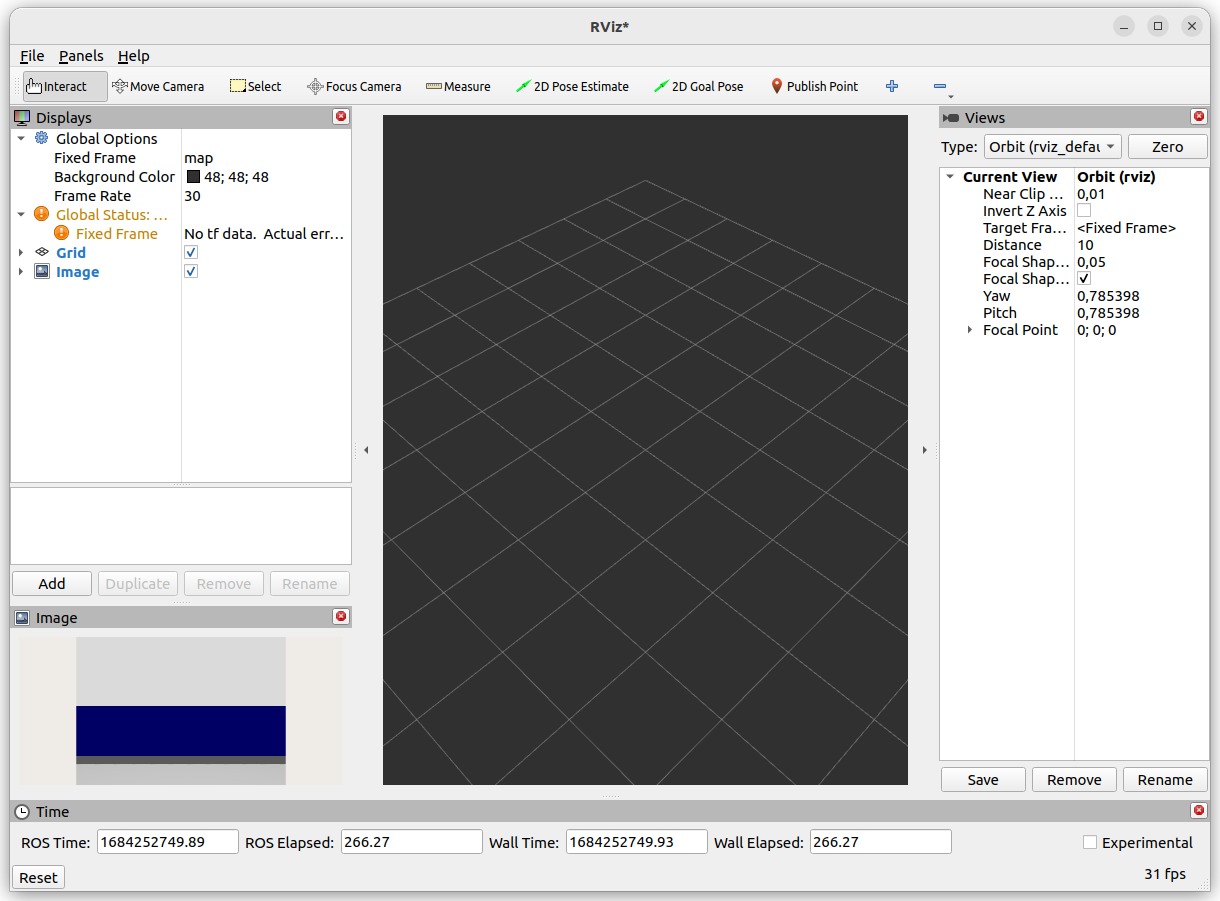 RViz*
File Panels Help
Interact Move Camera Select Focus Camera Measure 2D Pose Estimate 2D Goal Pose Publish Point
Displays
Global Options
Fixed Frame map
Background Color 48; 48; 48
Frame Rate 30
Global Status: ...
Fixed Frame No tf data. Actual err...
Grid
Image
Add Duplicate Remove Rename
Image
Views
Type: Orbit (rviz_defau Zero
Current View Orbit (rviz)
Near Clip ... 0,01
Invert Z Axis
Target Fra... <Fixed Frame>
Distance 10
Focal Shap... 0,05
Focal Shap...
Yaw 0,785398
Pitch 0,785398
Focal Point 0; 0; 0
Save Remove Rename
Time
ROS Time: 1684252749.89 ROS Elapsed: 266.27 Wall Time: 1684252749.93 Wall Elapsed: 266.27 Experimental
Reset 31 fps